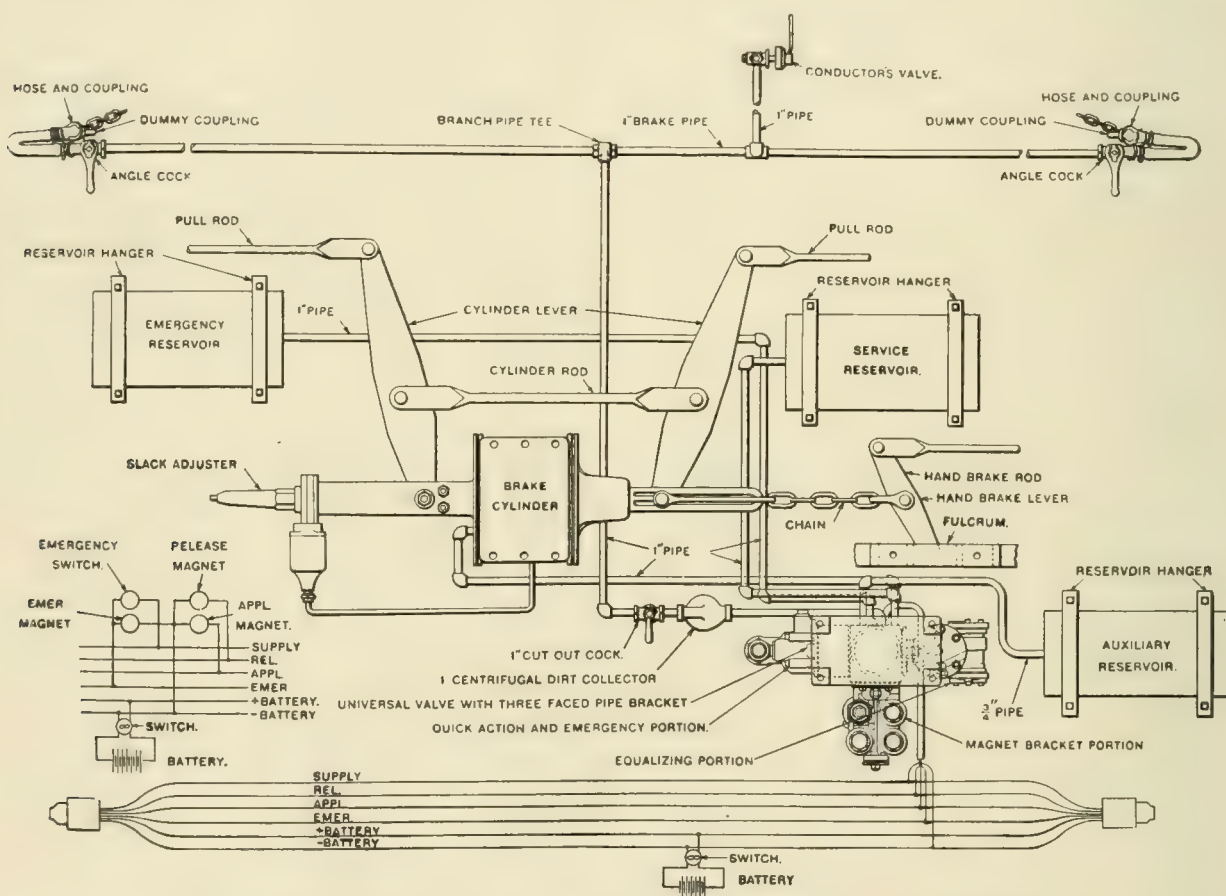 CONDUCTOR'S VALVE.
HOSE AND COUPLING
DUMMY COUPLING
BRANCH PIPE TEE
1" BRAKE PIPE
1" PIPE
HOSE AND COUPLING
DUMMY COUPLING
ANGLE COCK
ANGLE COCK
PULL ROD
PULL ROD
RESERVOIR HANGER
RESERVOIR HANGER
1" PIPE
CYLINDER LEVER
EMERGENCY
RESERVOIR
SERVICE
RESERVOIR.
CYLINDER ROD
SLACK ADJUSTER
BRAKE
CYLINDER
HAND BRAKE ROD
HAND BRAKE LEVER
CHAIN
FULCRUM.
1" PIPE
EMERGENCY
SWITCH.
PELEASE
MAGNET
EMER
MAGNET
APPL
MAGNET.
SUPPLY
REL.
APPL
EMER
+BATTERY.
-BATTERY
SWITCH.
BATTERY.
RESERVOIR HANGER
AUXILIARY
RESERVOIR.
1" CUT OUT COCK.
1 CENTRIFUGAL DIRT COLLECTOR
UNIVERSAL VALVE WITH THREE FACED PIPE BRACKET
QUICK ACTION AND EMERGENCY PORTION.
EQUALIZING PORTION
MAGNET BRACKET PORTION
3/4" PIPE
SUPPLY
REL.
APPL.
EMER.
+BATTERY
-BATTERY
SWITCH.
BATTERY